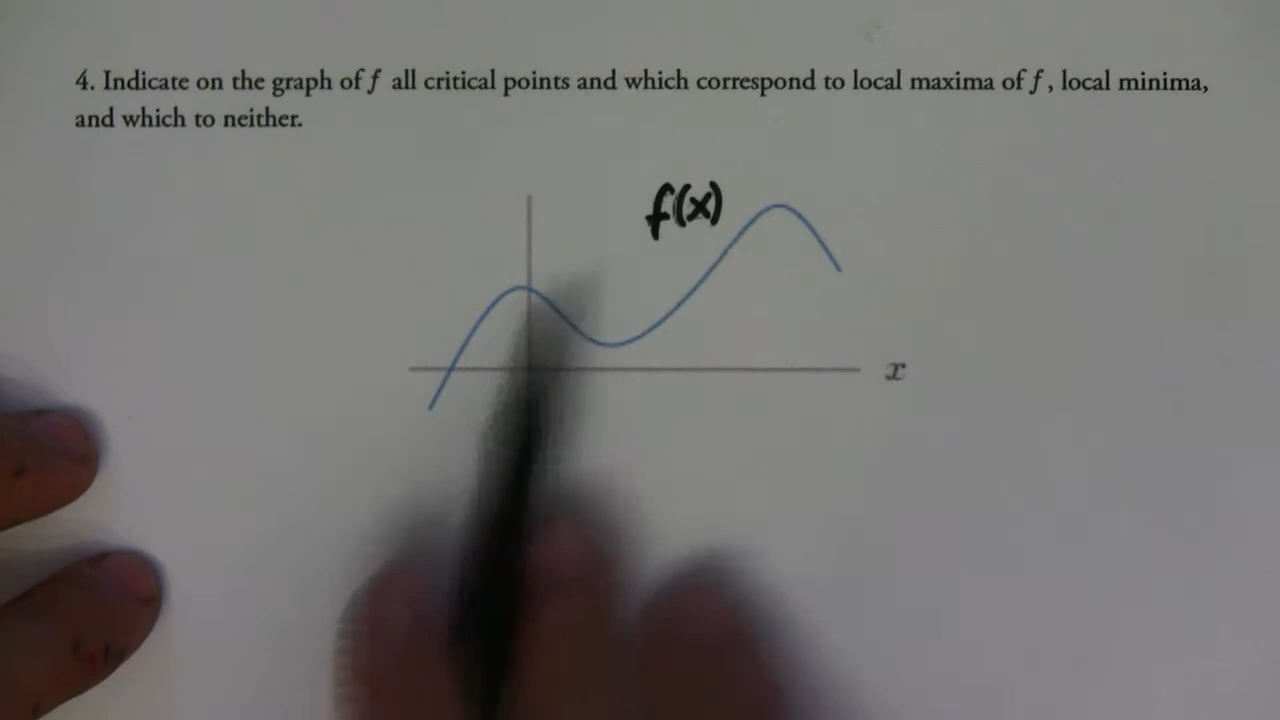 4. Indicate on the graph of f all critical points and which correspond to local maxima of f, local minima,
and which to neither.
f(x)
x